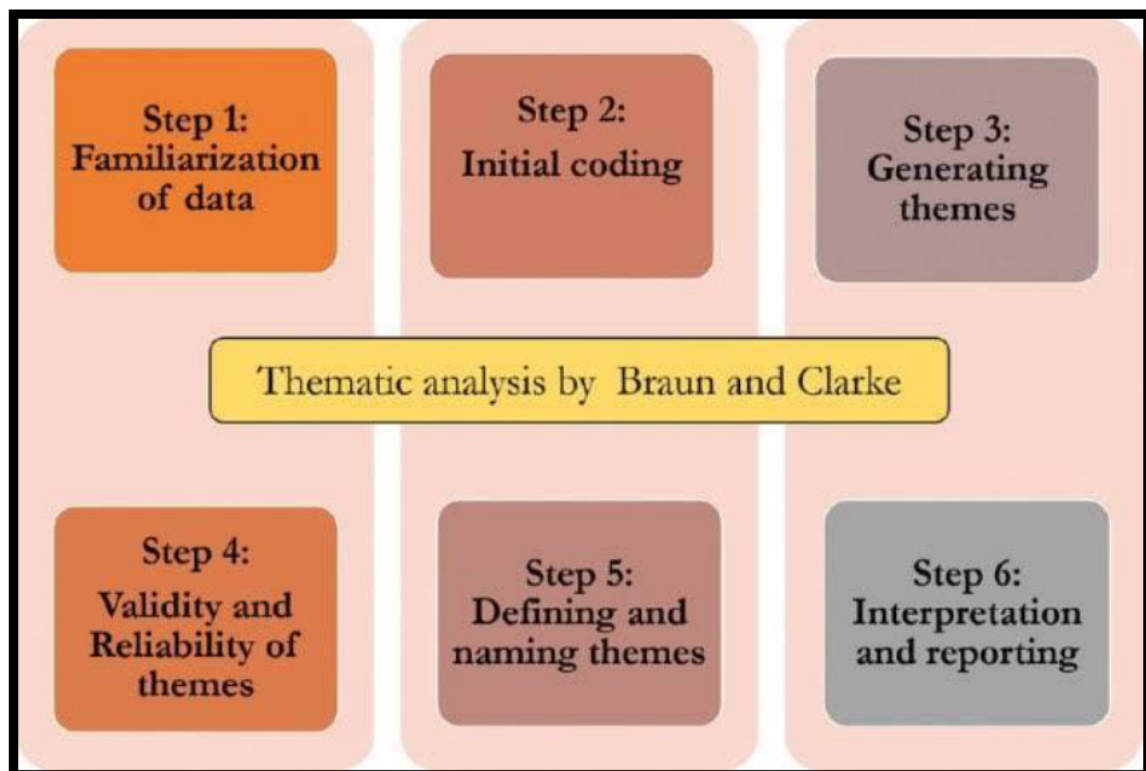 Step 1:
Familiarization
of data
Step 2:
Initial coding
Step 3:
Generating
themes
Thematic analysis by Braun and Clarke
Step 4:
Validity and
Reliability of
themes
Step 5:
Defining and
naming themes
Step 6:
Interpretation
and reporting